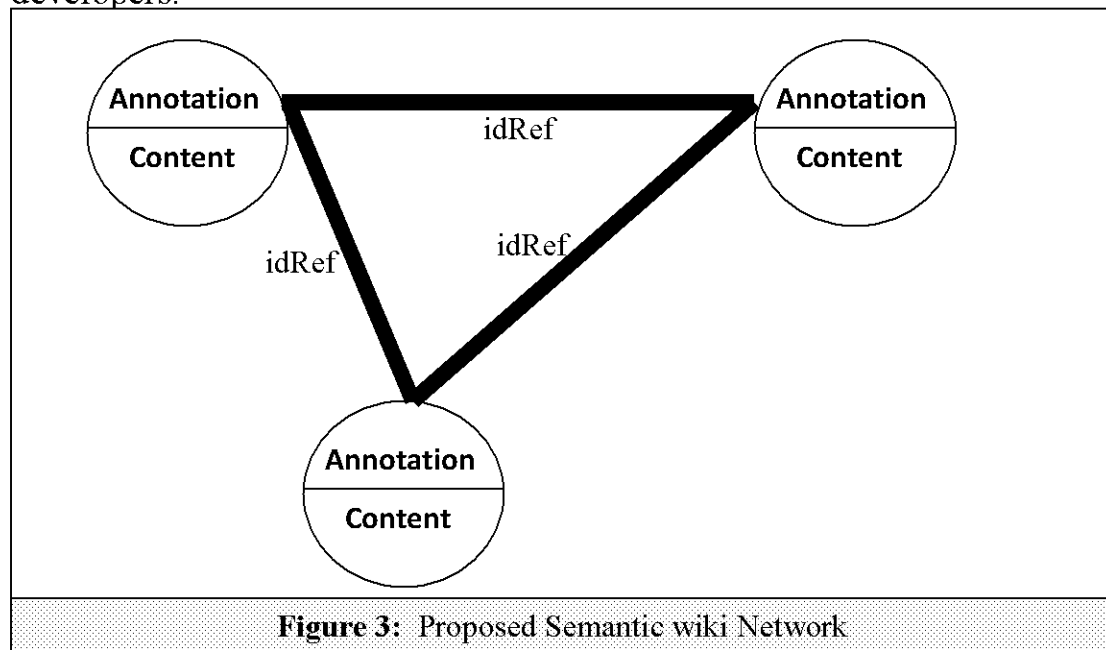 developers.
Annotation
Content
Annotation
Content
idRef
idRef
idRef
Annotation
Content
Figure 3: Proposed Semantic wiki Network